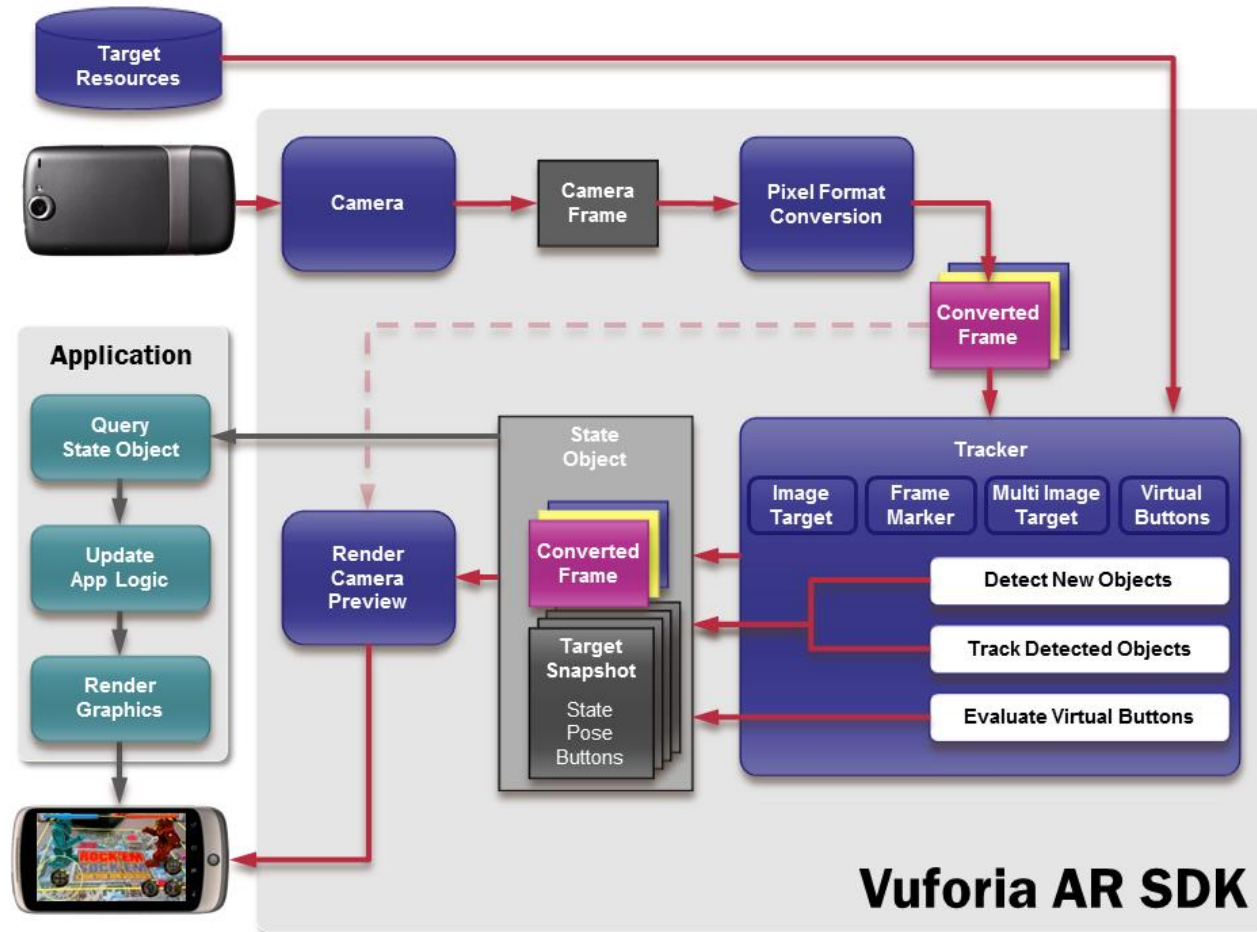 Target
Resources
Camera
Camera
Frame
Pixel Format
Conversion
Converted
Frame
Application
Query
State Object
Update
App Logic
Render
Graphics
Render
Camera
Preview
State
Object
Converted
Frame
Target
Snapshot
State
Pose
Buttons
Tracker
Image
Target
Frame
Marker
Multi Image
Target
Virtual
Buttons
Detect New Objects
Track Detected Objects
Evaluate Virtual Buttons
ROCK'EM
Vuforia AR SDK